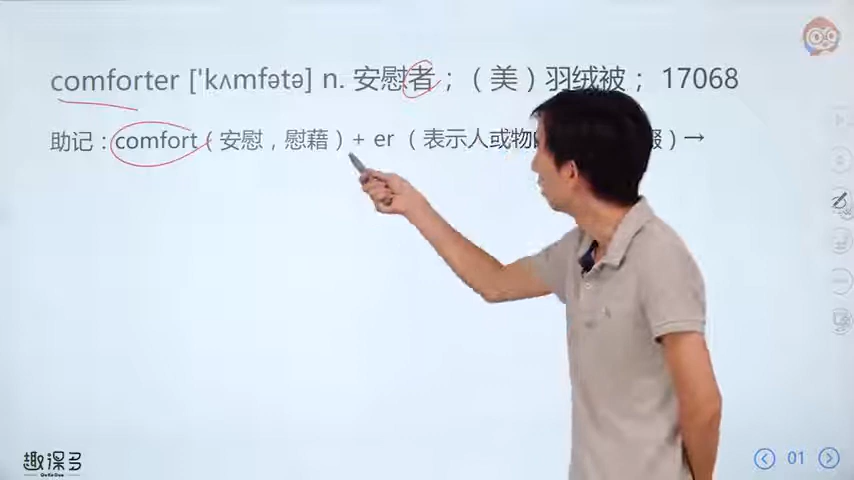 comforter ['kʌmfətə] n. 安慰者；（美）羽绒被； 17068
助记：comfort（安慰，慰藉）+ er （表示人或物 ）→
趣课多
QuKeDuo
01